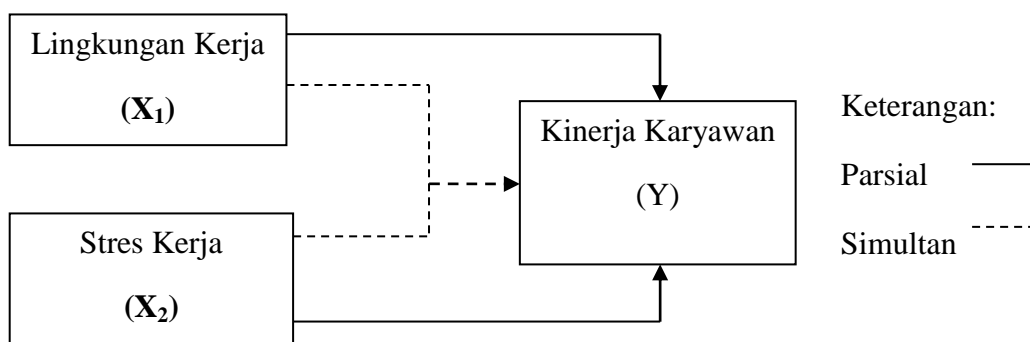 Lingkungan Kerja
(X₁)
Stres Kerja
(X₂)
Kinerja Karyawan
(Y)
Keterangan:
Parsial
Simultan